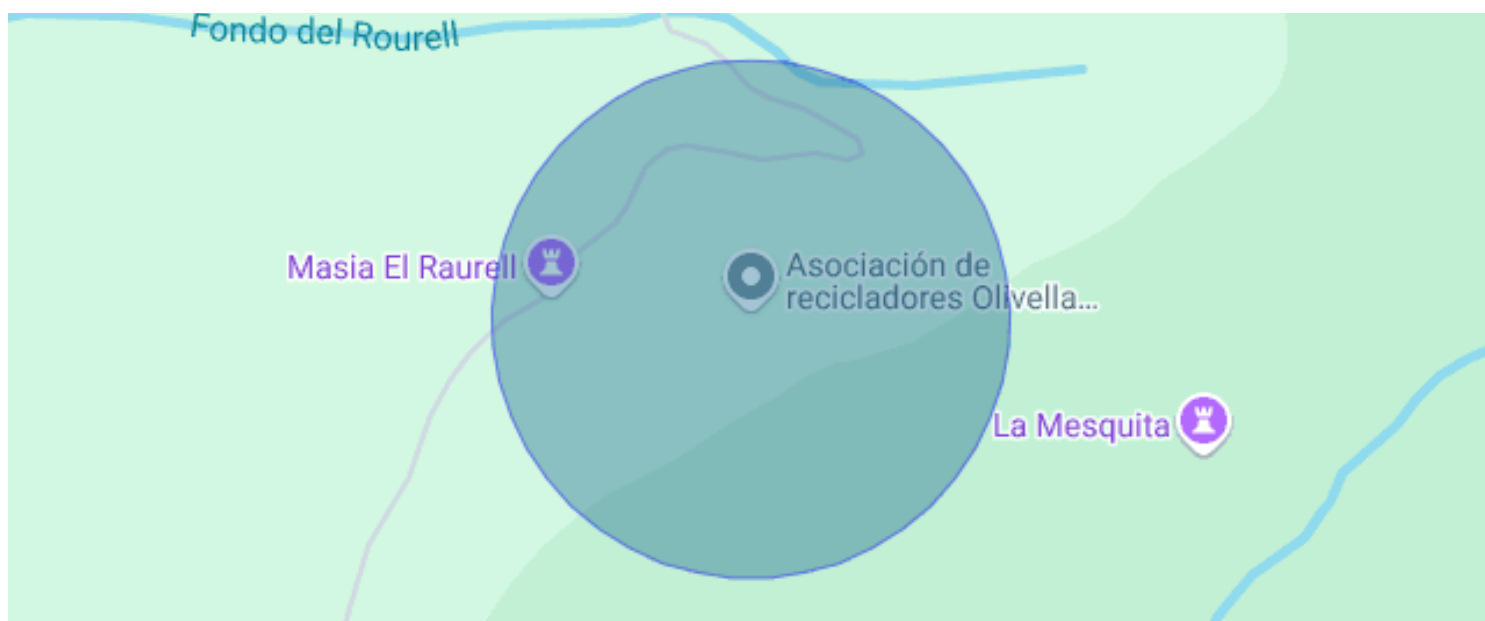 Fondo del Rourell
Masia El Raurell
Asociación de
recicladores Olivella...
La Mesquita